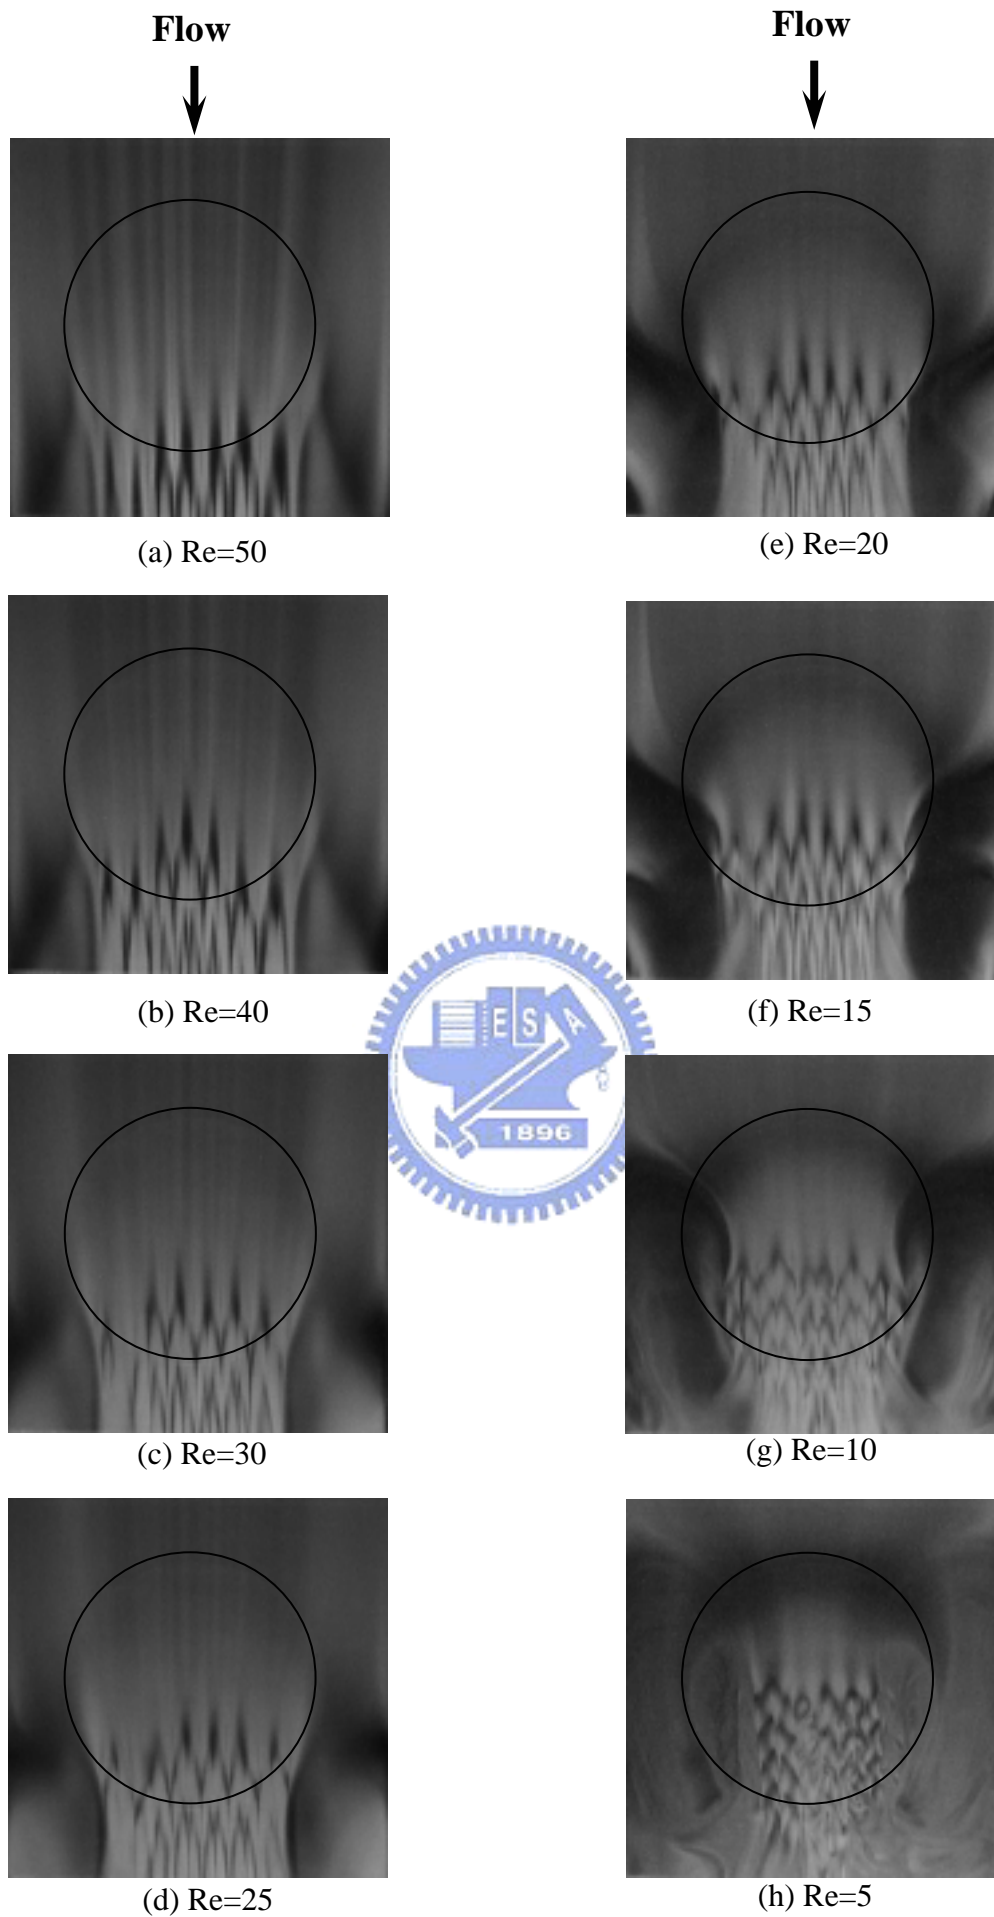 Flow
Flow
(a) Re=50
(e) Re=20
(b) Re=40
(f) Re=15
E S A
1896
(c) Re=30
(g) Re=10
(d) Re=25
(h) Re=5